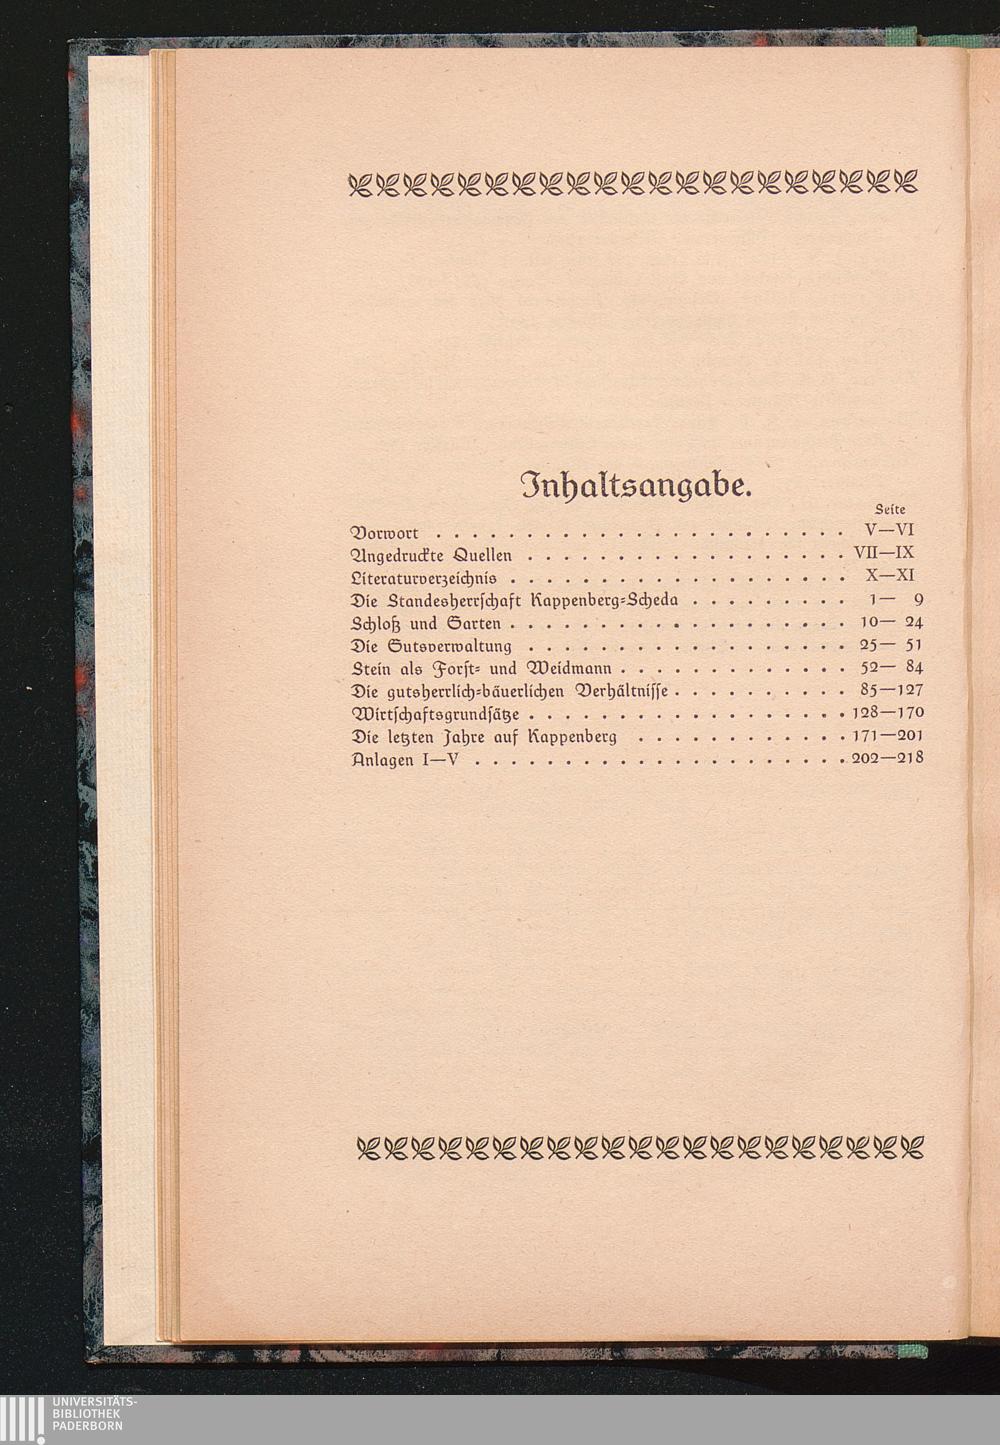 Inhaltsangabe.
Seite
Vorwort . . . . . . . . . . . . . . . . . . . . . . . V—VI
Ungedruckte Quellen . . . . . . . . . . . . . . . . . . VII—IX
Literaturverzeichnis . . . . . . . . . . . . . . . . . . . X—XI
Die Standesherrschaft Kappenberg-Scheda . . . . . . . . . 1— 9
Schloß und Garten . . . . . . . . . . . . . . . . . . . 10— 24
Die Gutsverwaltung . . . . . . . . . . . . . . . . . . 25— 51
Stein als Forst- und Weidmann . . . . . . . . . . . . . 52— 84
Die gutsherrlich-bäuerlichen Verhältnisse . . . . . . . . . . 85—127
Wirtschaftsgrundsätze . . . . . . . . . . . . . . . . . . 128—170
Die letzten Jahre auf Kappenberg . . . . . . . . . . . . 171—201
Anlagen I—V . . . . . . . . . . . . . . . . . . . . . 202—218
UNIVERSITÄTS-
BIBLIOTHEK
PADERBORN